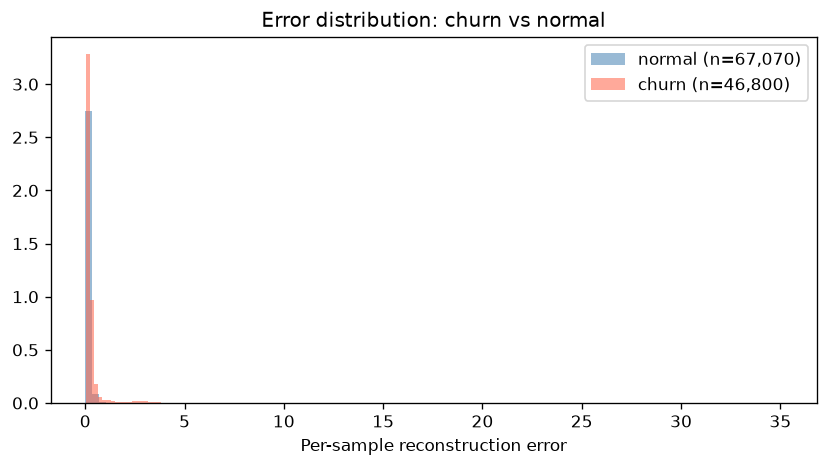 Error distribution: churn vs normal
normal (n=67,070)
churn (n=46,800)
3.0
2.5
2.0
1.5
1.0
0.5
0.0
0 5 10 15 20 25 30 35
Per-sample reconstruction error